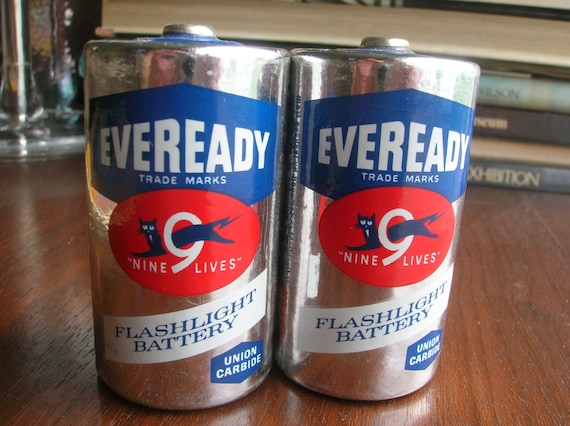 EVEREADY
TRADE MARKS
9
"NINE LIVES"
FLASHLIGHT
BATTERY
UNION
CARBIDE
EVEREADY
TRADE MARKS
9
"NINE LIVES"
FLASHLIGHT
BATTERY
UNION
CARBIDE
EXHIBITION